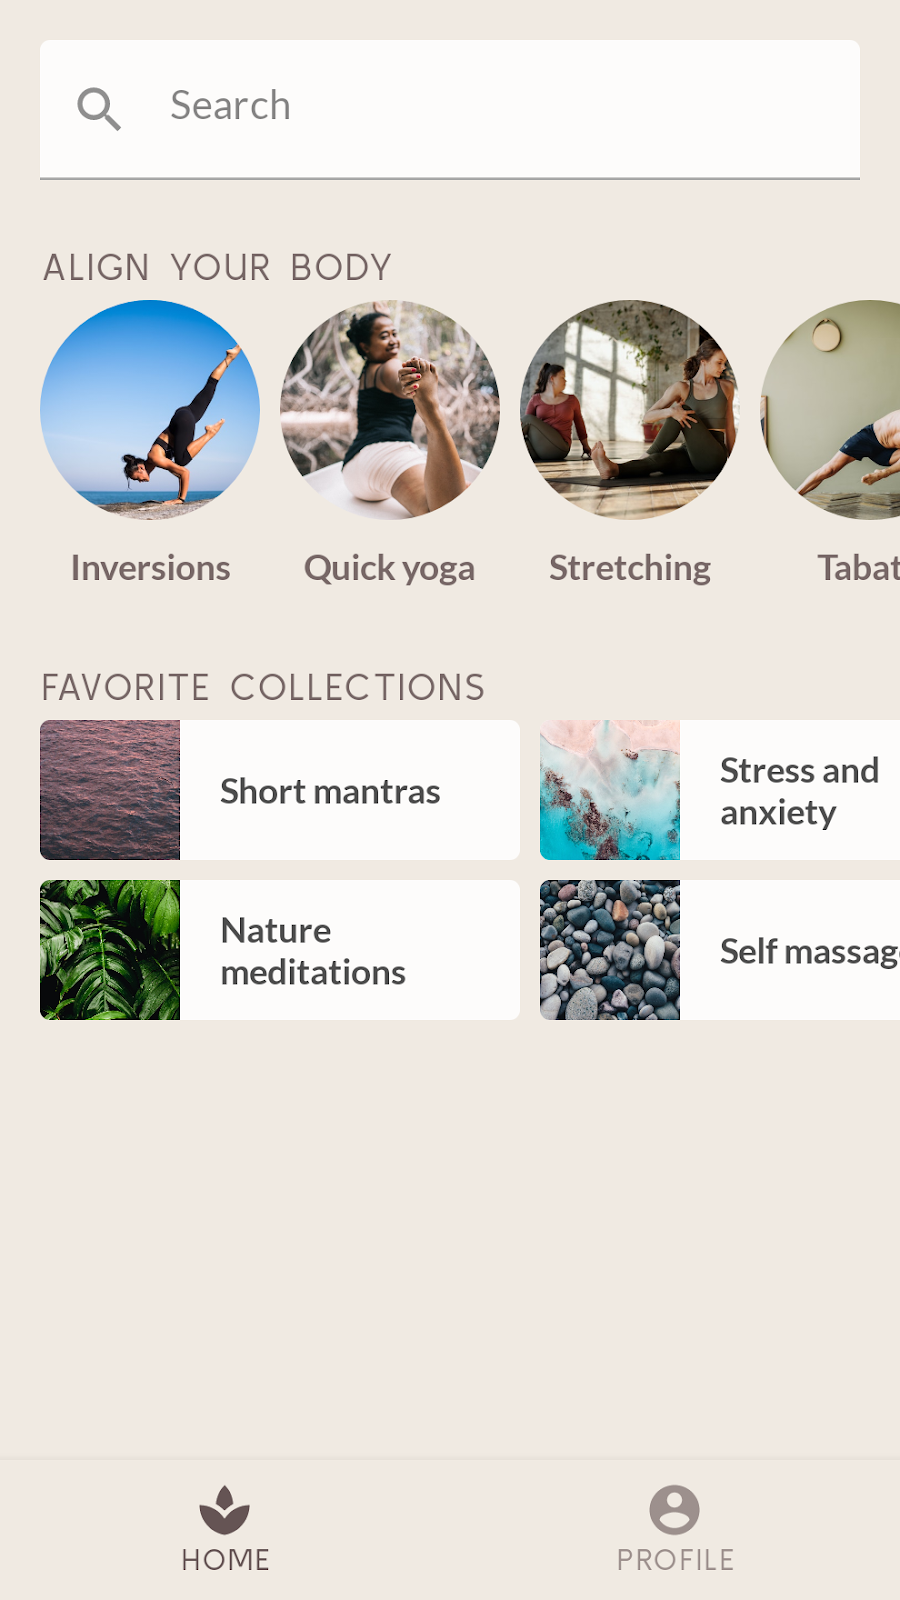 Search
ALIGN YOUR BODY
Inversions
Quick yoga
Stretching
Tabat
FAVORITE COLLECTIONS
Short mantras
Stress and
anxiety
Nature
meditations
Self massag
HOME
PROFILE